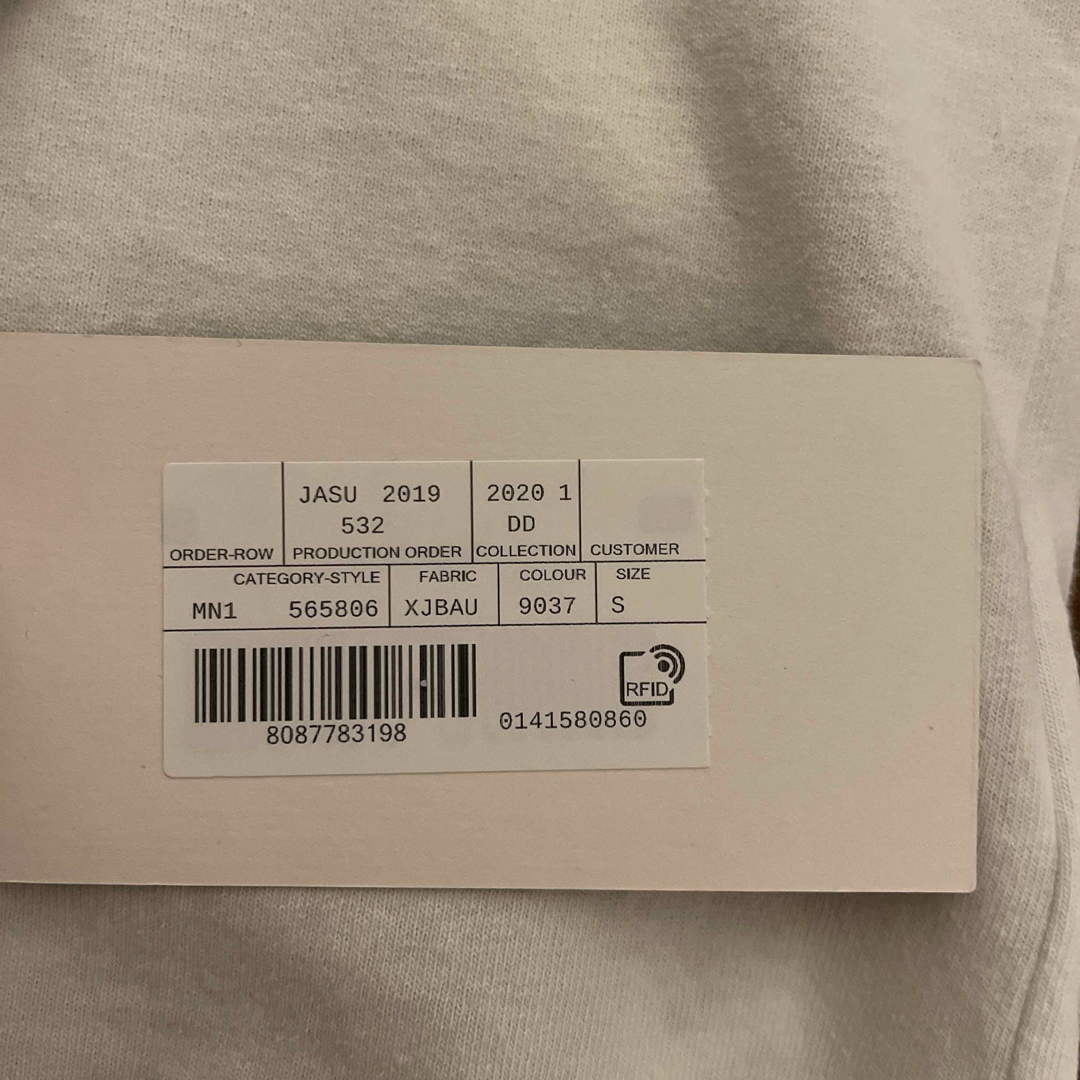 JASU 2019 2020 1
532 DD
ORDER-ROW PRODUCTION ORDER COLLECTION CUSTOMER
CATEGORY-STYLE FABRIC COLOUR SIZE
MN1 565806 XJBAU 9037 S
RFID
8087783198 0141580860